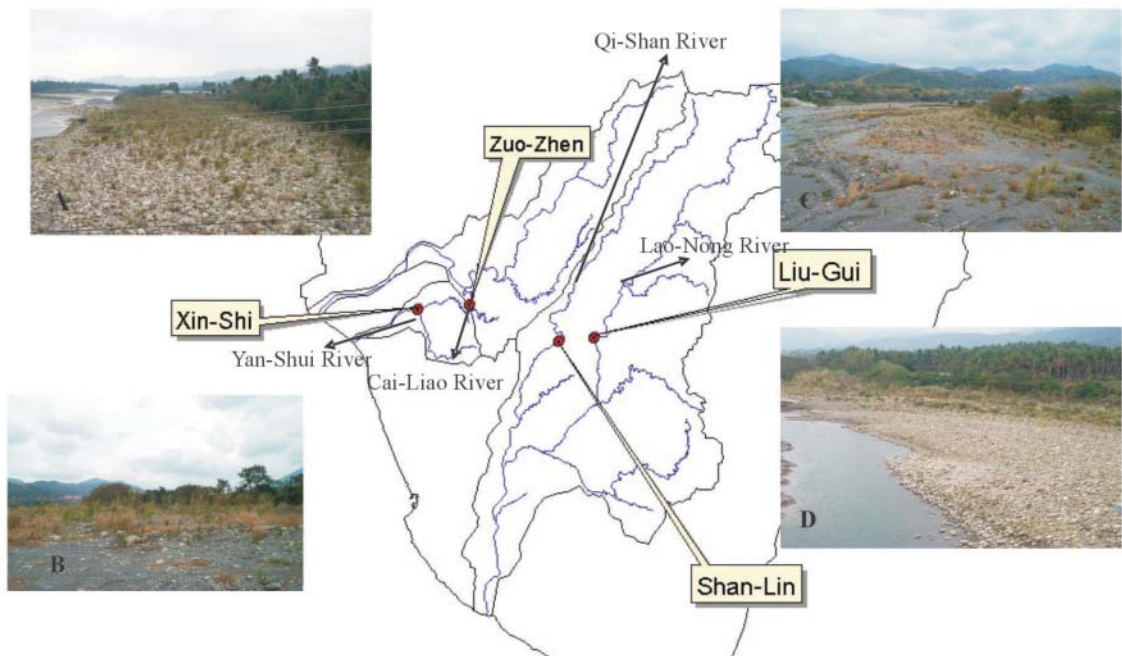 A
Qi-Shan River
Zuo-Zhen
C
Lao-Nong River
Liu-Gui
Xin-Shi
Yan-Shui River
Cai-Liao River
B
D
Shan-Lin